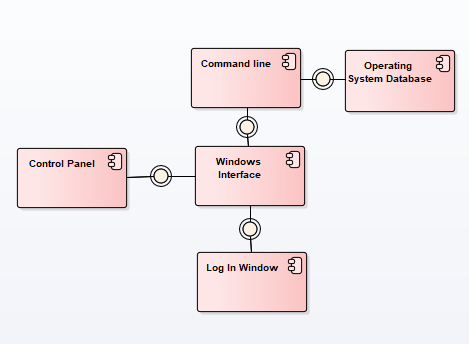 Command line
Operating
System Database
Control Panel
Windows
Interface
Log In Window